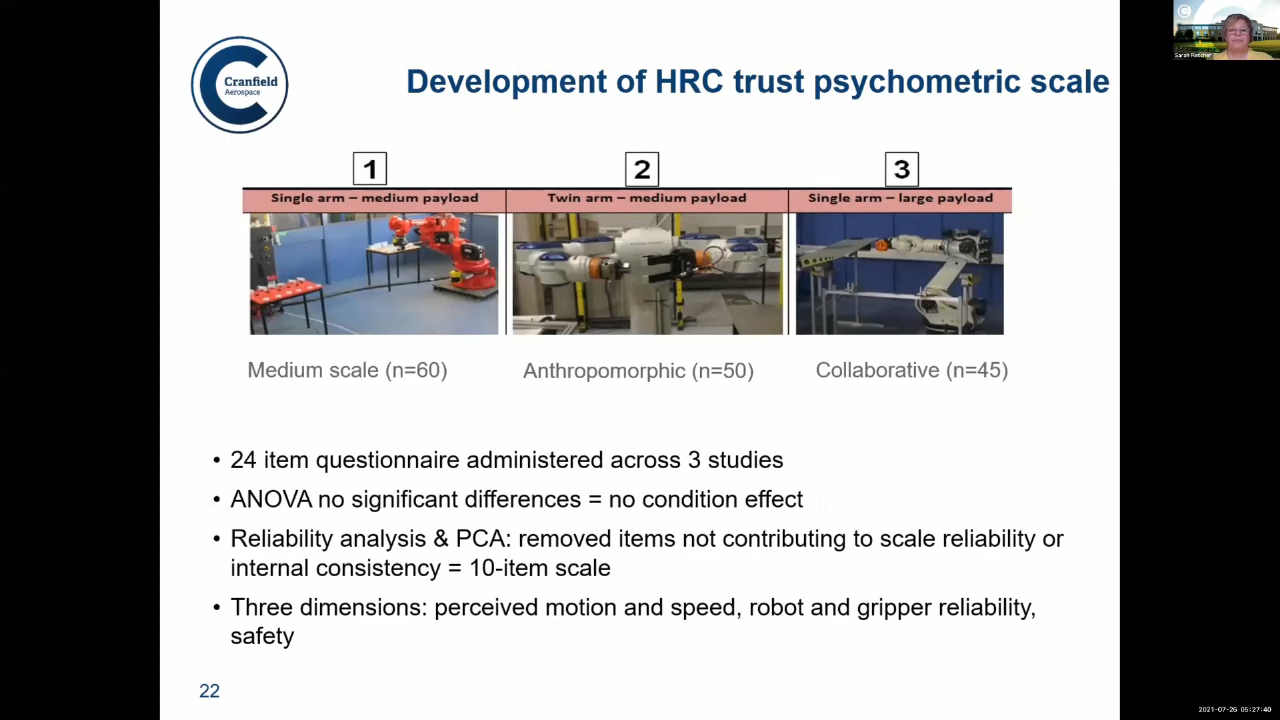 Cranfield
Aerospace
Development of HRC trust psychometric scale
1
2
3
Single arm – medium payload
Twin arm – medium payload
Single arm – large payload
Medium scale (n=60)
Anthropomorphic (n=50)
Collaborative (n=45)
• 24 item questionnaire administered across 3 studies
• ANOVA no significant differences = no condition effect
• Reliability analysis & PCA: removed items not contributing to scale reliability or
internal consistency = 10-item scale
• Three dimensions: perceived motion and speed, robot and gripper reliability,
safety
22
Sarah Fletcher
2021-07-26 05:27:40